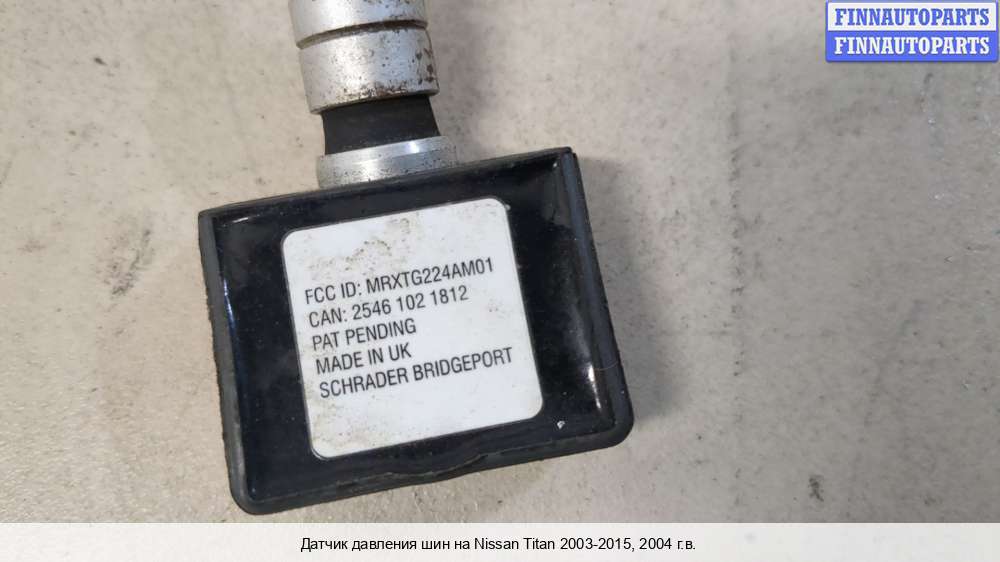 FINNAUTOPARTS
FINNAUTOPARTS
FCC ID: MRXTG224AM01
CAN: 2546 102 1812
PAT PENDING
MADE IN UK
SCHRADER BRIDGEPORT
Датчик давления шин на Nissan Titan 2003-2015, 2004 г.в.